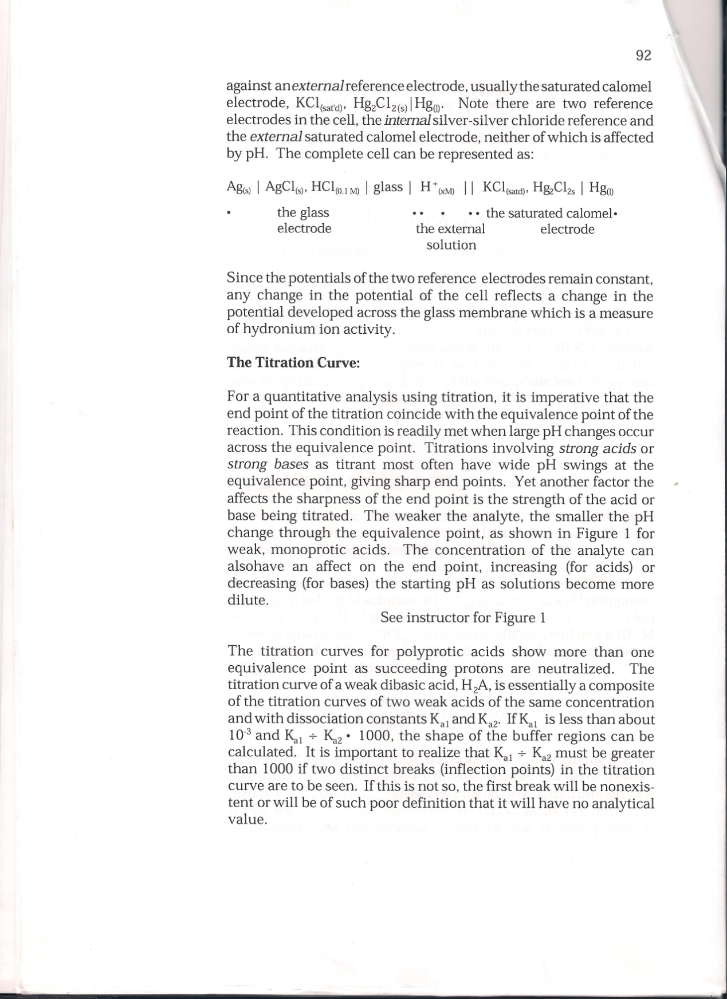 92
against an external reference electrode, usually the saturated calomel
electrode, KCl(sat'd), Hg₂Cl₂(s) | Hg(l). Note there are two reference
electrodes in the cell, the internal silver-silver chloride reference and
the external saturated calomel electrode, neither of which is affected
by pH. The complete cell can be represented as:
Ag(s) | AgCl(s), HCl(0.1 M) | glass | H⁺(xM) || KCl(satd), Hg₂Cl₂s | Hg(l)
• the glass •• • •• the saturated calomel•
electrode the external electrode
solution
Since the potentials of the two reference electrodes remain constant,
any change in the potential of the cell reflects a change in the
potential developed across the glass membrane which is a measure
of hydronium ion activity.
The Titration Curve:
For a quantitative analysis using titration, it is imperative that the
end point of the titration coincide with the equivalence point of the
reaction. This condition is readily met when large pH changes occur
across the equivalence point. Titrations involving strong acids or
strong bases as titrant most often have wide pH swings at the
equivalence point, giving sharp end points. Yet another factor the
affects the sharpness of the end point is the strength of the acid or
base being titrated. The weaker the analyte, the smaller the pH
change through the equivalence point, as shown in Figure 1 for
weak, monoprotic acids. The concentration of the analyte can
alsohave an affect on the end point, increasing (for acids) or
decreasing (for bases) the starting pH as solutions become more
dilute.
See instructor for Figure 1
The titration curves for polyprotic acids show more than one
equivalence point as succeeding protons are neutralized. The
titration curve of a weak dibasic acid, H₂A, is essentially a composite
of the titration curves of two weak acids of the same concentration
and with dissociation constants Ka1 and Ka2. If Ka1 is less than about
10⁻³ and Ka1 ÷ Ka2 • 1000, the shape of the buffer regions can be
calculated. It is important to realize that Ka1 ÷ Ka2 must be greater
than 1000 if two distinct breaks (inflection points) in the titration
curve are to be seen. If this is not so, the first break will be nonexis-
tent or will be of such poor definition that it will have no analytical
value.